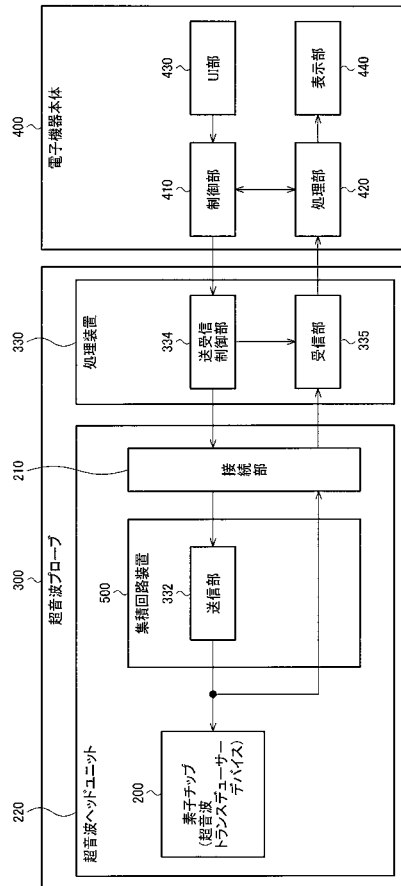 300
超音波プローブ
220
超音波ヘッドユニット
200
素子チップ
(超音波
トランスデューサー
デバイス)
500
集積回路装置
332
送信部
210
接続部
330
処理装置
334
送受信
制御部
335
受信部
400
電子機器本体
410
制御部
430
UI部
420
処理部
440
表示部